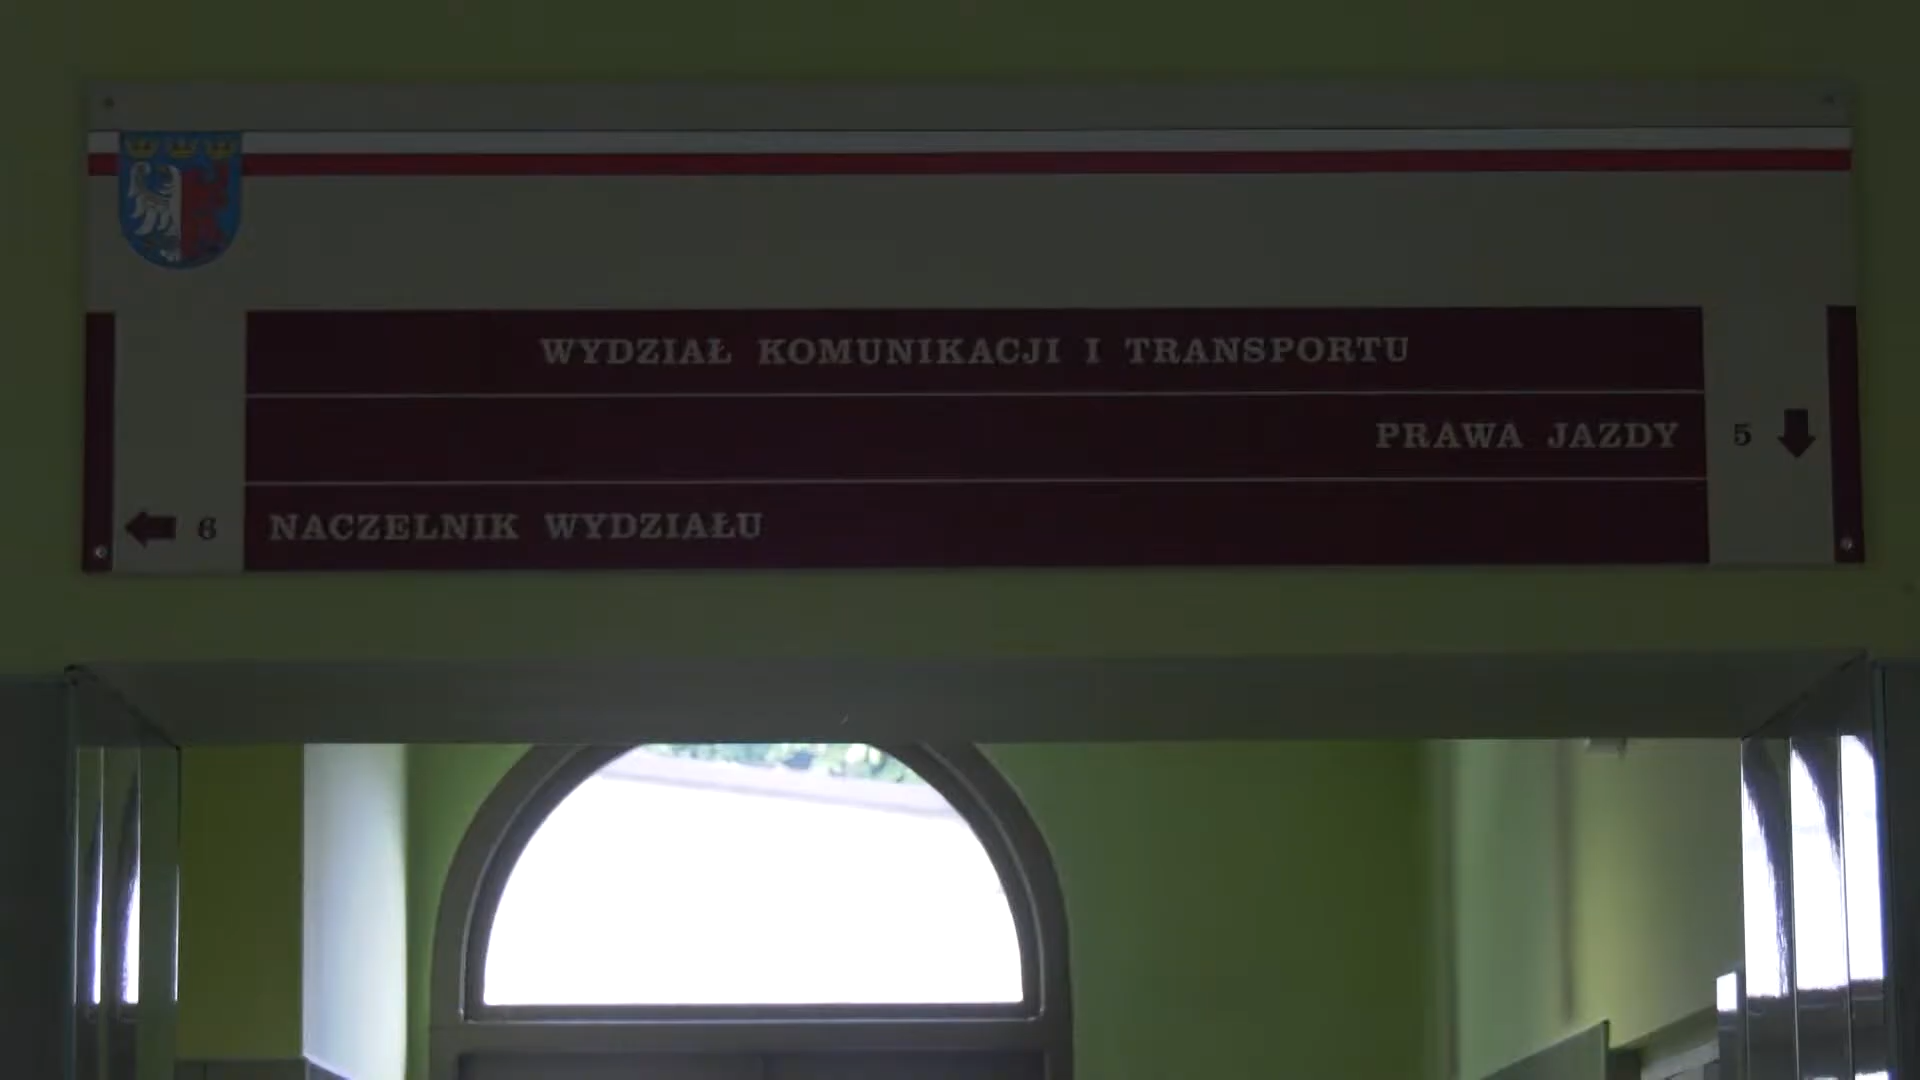 WYDZIAŁ KOMUNIKACJI I TRANSPORTU
PRAWA JAZDY 5
6 NACZELNIK WYDZIAŁU